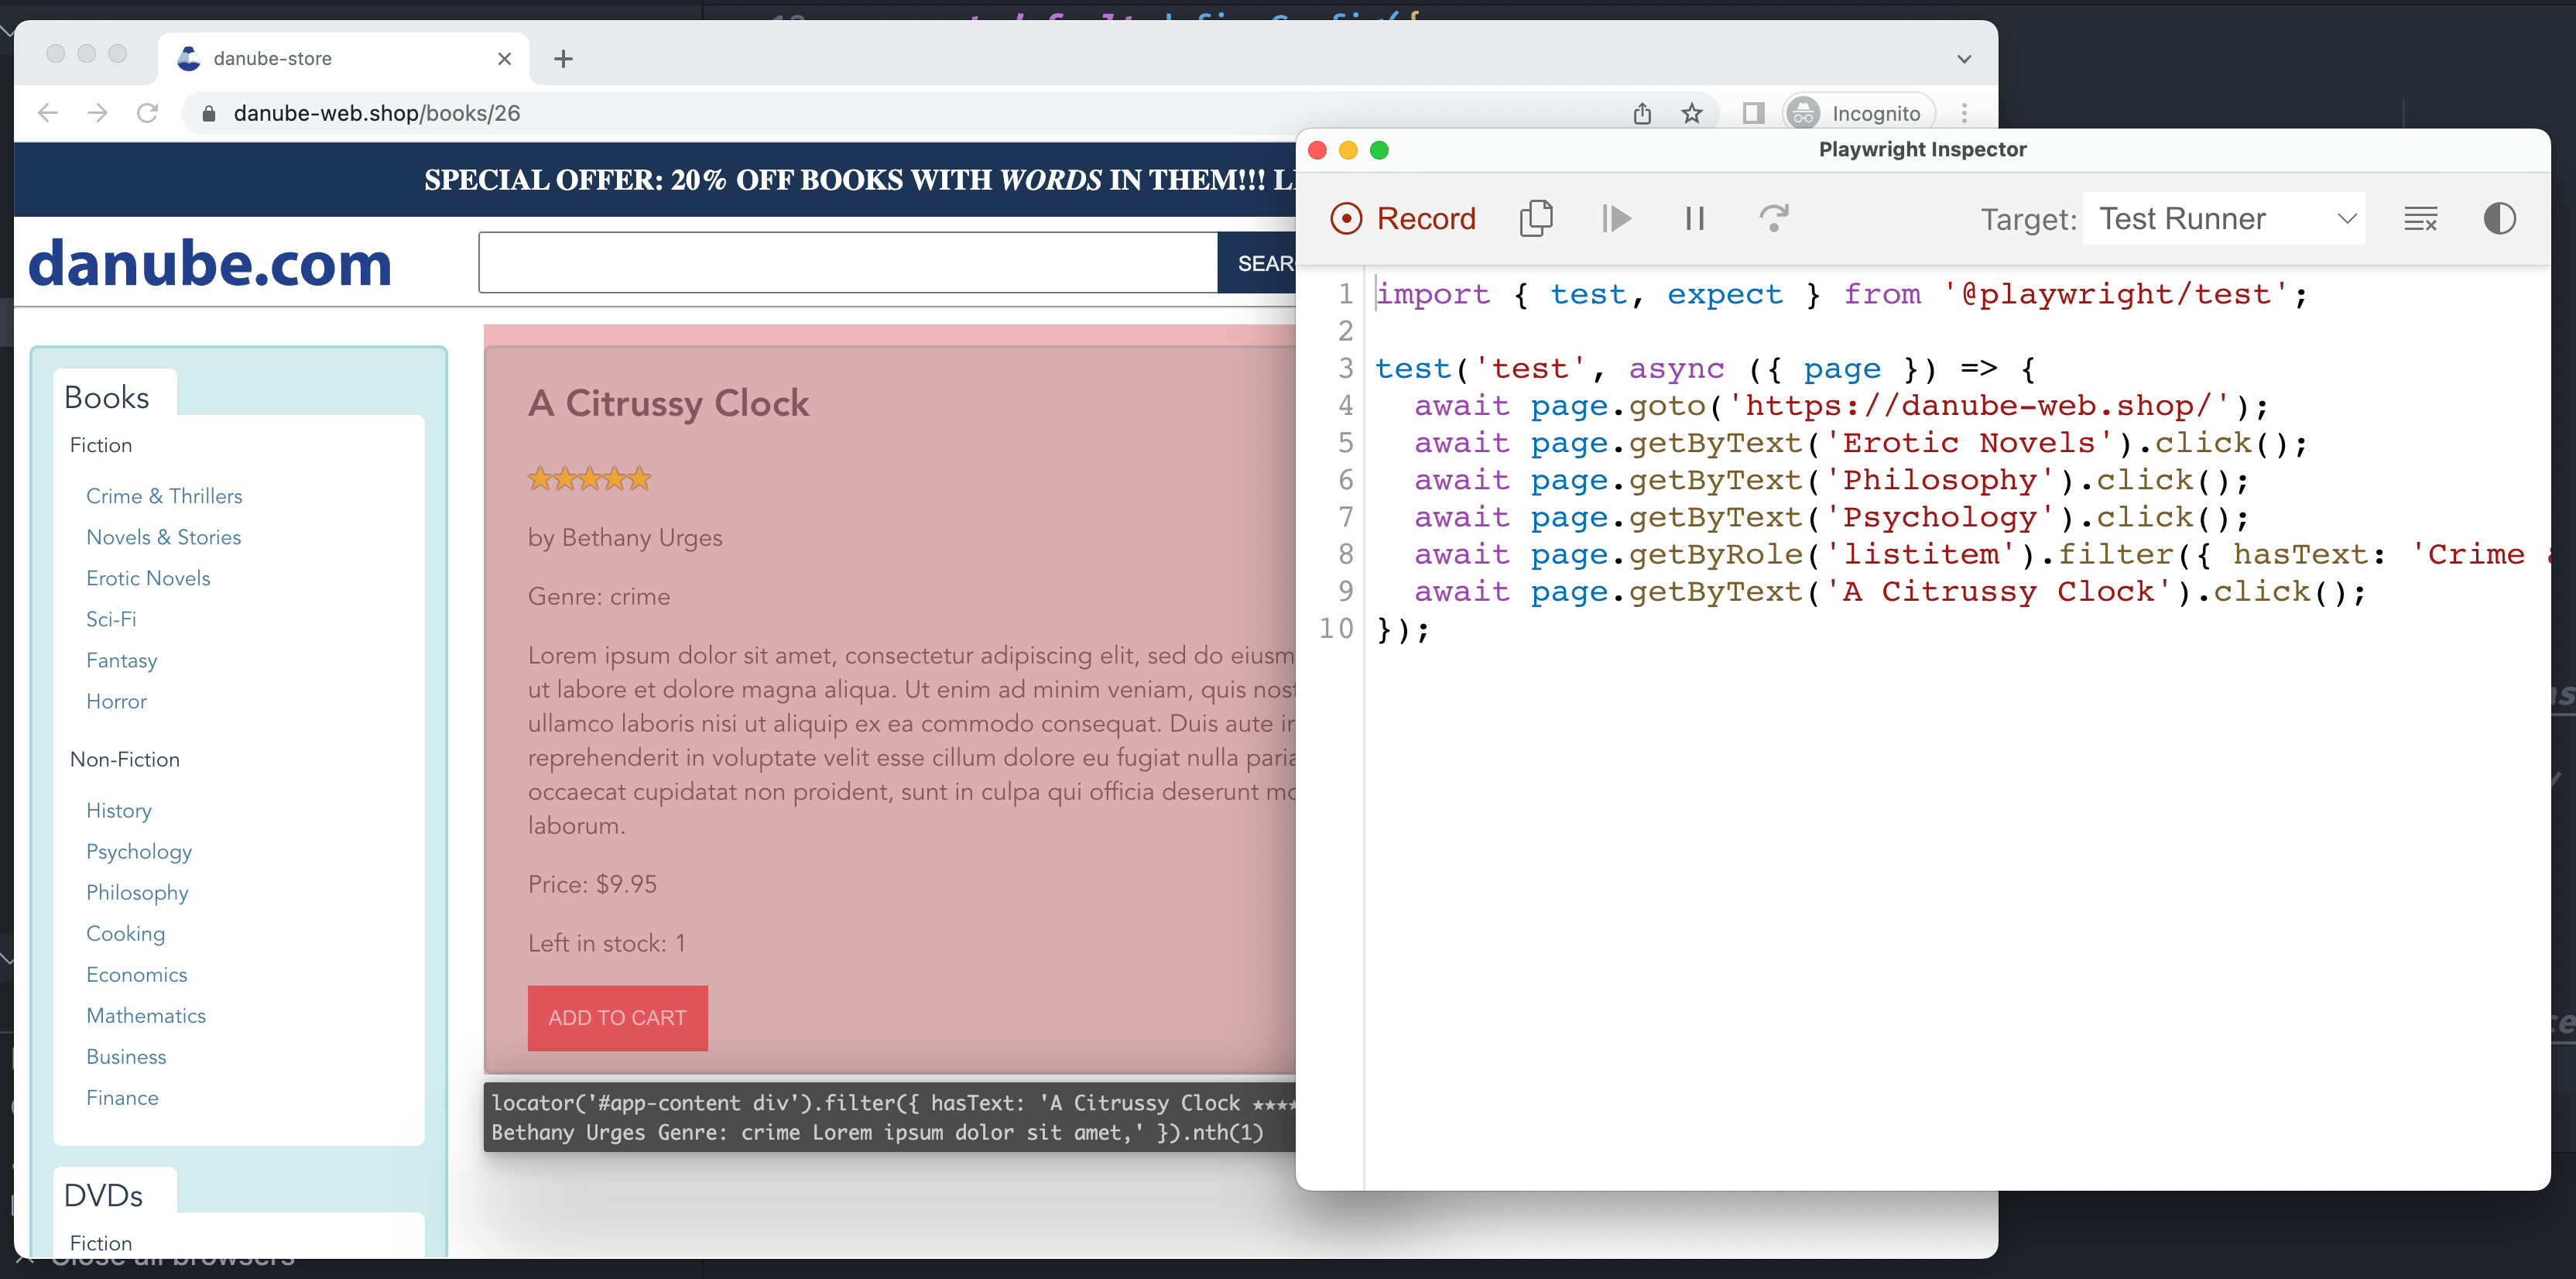 danube-store
danube-web.shop/books/26
Incognito
SPECIAL OFFER: 20% OFF BOOKS WITH WORDS IN THEM!!!
danube.com
Books
Fiction
Crime & Thrillers
Novels & Stories
Erotic Novels
Sci-Fi
Fantasy
Horror
Non-Fiction
History
Psychology
Philosophy
Cooking
Economics
Mathematics
Business
Finance
DVDs
Fiction
A Citrussy Clock
★★★★★
by Bethany Urges
Genre: crime
Lorem ipsum dolor sit amet, consectetur adipiscing elit, sed do eiusm
ut labore et dolore magna aliqua. Ut enim ad minim veniam, quis nost
ullamco laboris nisi ut aliquip ex ea commodo consequat. Duis aute ir
reprehenderit in voluptate velit esse cillum dolore eu fugiat nulla paria
occaecat cupidatat non proident, sunt in culpa qui officia deserunt mo
laborum.
Price: $9.95
Left in stock: 1
ADD TO CART
locator('#app-content div').filter({ hasText: 'A Citrussy Clock ★★★★
Bethany Urges Genre: crime Lorem ipsum dolor sit amet,' }).nth(1)
Playwright Inspector
Record
Target: Test Runner
1 import { test, expect } from '@playwright/test';
2
3 test('test', async ({ page }) => {
4 await page.goto('https://danube-web.shop/');
5 await page.getByText('Erotic Novels').click();
6 await page.getByText('Philosophy').click();
7 await page.getByText('Psychology').click();
8 await page.getByRole('listitem').filter({ hasText: 'Crime
9 await page.getByText('A Citrussy Clock').click();
10 });